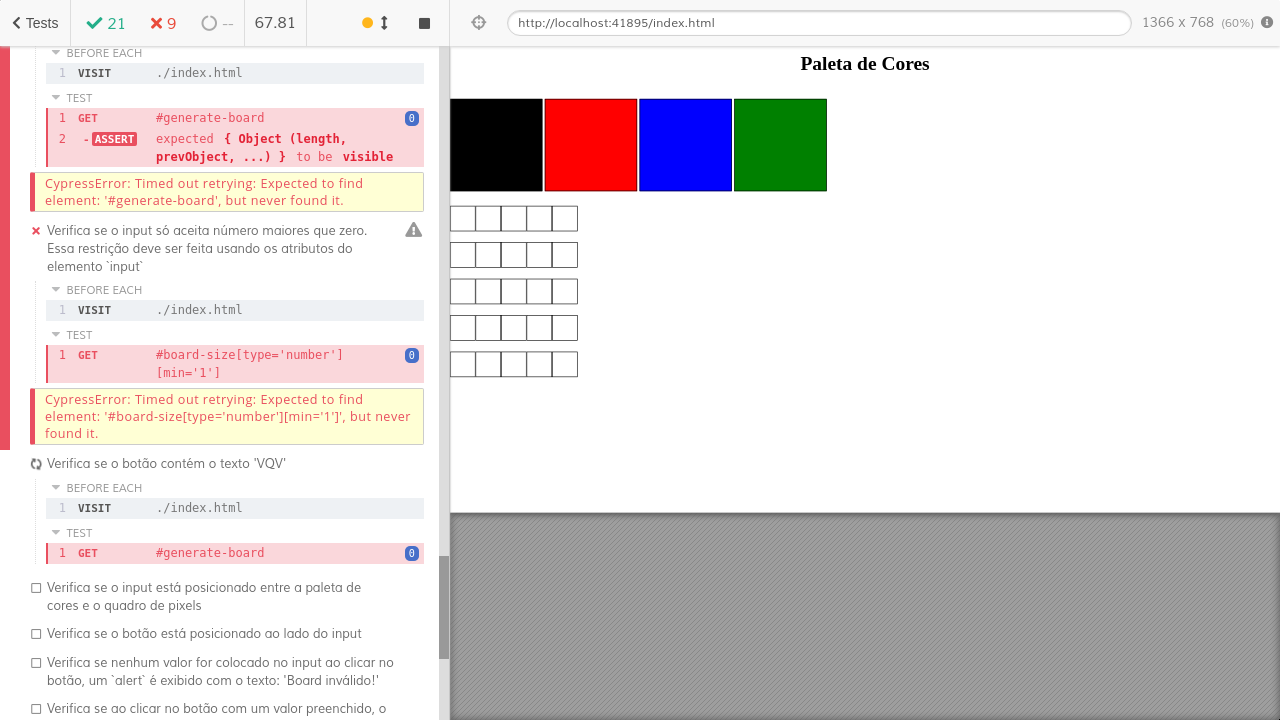 Tests
21
9
--
67.81
http://localhost:41895/index.html
1366 x 768 (60%)
BEFORE EACH
1 VISIT ./index.html
TEST
1 GET #generate-board 0
2 -ASSERT expected { Object (length,
prevObject, ...) } to be visible
CypressError: Timed out retrying: Expected to find
element: '#generate-board', but never found it.
Verifica se o input só aceita número maiores que zero.
Essa restrição deve ser feita usando os atributos do
elemento `input`
BEFORE EACH
1 VISIT ./index.html
TEST
1 GET #board-size[type='number'] 0
[min='1']
CypressError: Timed out retrying: Expected to find
element: '#board-size[type='number'][min='1']', but never
found it.
Verifica se o botão contém o texto 'VQV'
BEFORE EACH
1 VISIT ./index.html
TEST
1 GET #generate-board 0
Verifica se o input está posicionado entre a paleta de
cores e o quadro de pixels
Verifica se o botão está posicionado ao lado do input
Verifica se nenhum valor for colocado no input ao clicar no
botão, um `alert` é exibido com o texto: 'Board inválido!'
Verifica se ao clicar no botão com um valor preenchido, o
Paleta de Cores